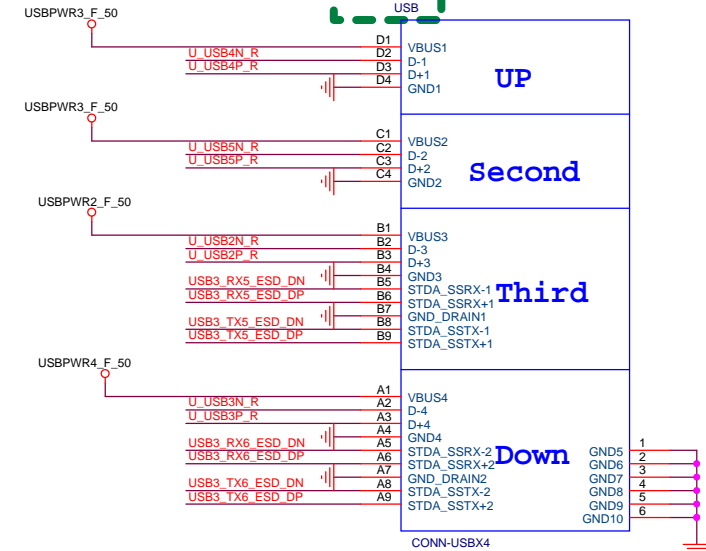 USB
USBPWR3_F_50
D1 VBUS1
U_USB4N_R D2 D-1
U_USB4P_R D3 D+1
D4 GND1
UP
USBPWR3_F_50
C1 VBUS2
U_USB5N_R C2 D-2
U_USB5P_R C3 D+2
C4 GND2
Second
USBPWR2_F_50
B1 VBUS3
U_USB2N_R B2 D-3
U_USB2P_R B3 D+3
B4 GND3
USB3_RX5_ESD_DN B5 STDA_SSRX-1
USB3_RX5_ESD_DP B6 STDA_SSRX+1
B7 GND_DRAIN1
USB3_TX5_ESD_DN B8 STDA_SSTX-1
USB3_TX5_ESD_DP B9 STDA_SSTX+1
Third
USBPWR4_F_50
A1 VBUS4
U_USB3N_R A2 D-4
U_USB3P_R A3 D+4
A4 GND4
USB3_RX6_ESD_DN A5 STDA_SSRX-2
USB3_RX6_ESD_DP A6 STDA_SSRX+2
A7 GND_DRAIN2
USB3_TX6_ESD_DN A8 STDA_SSTX-2
USB3_TX6_ESD_DP A9 STDA_SSTX+2
Down
GND5 1
GND6 2
GND7 3
GND8 4
GND9 5
GND10 6
CONN-USBX4